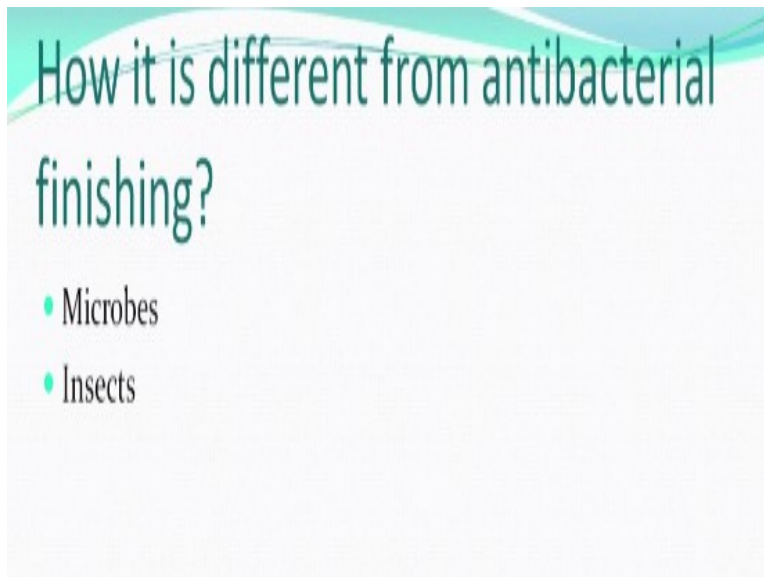 How it is different from antibacterial
finishing?
Microbes
Insects